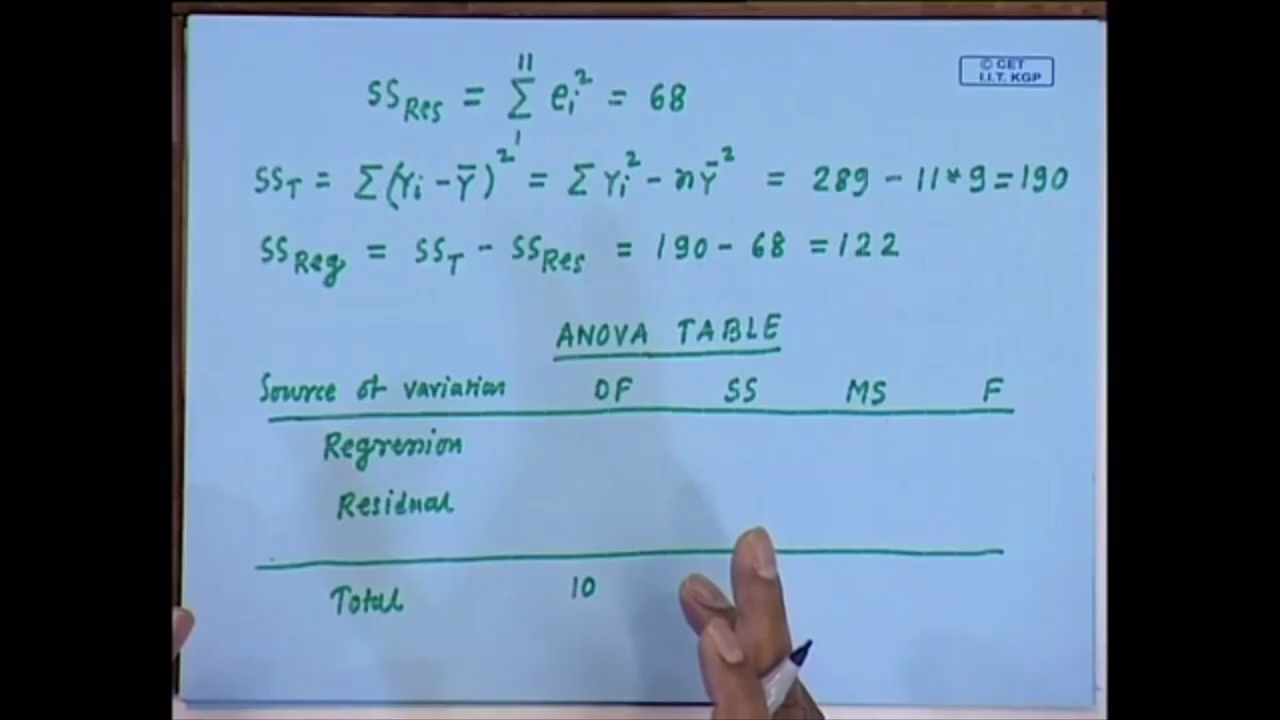 © CET
I.I.T. KGP
SS_Res = Σ_1^11 e_i^2 = 68
SS_T = Σ(Y_i - Ȳ)^2 = Σ Y_i^2 - nȲ^2 = 289 - 11*9 = 190
SS_Reg = SS_T - SS_Res = 190 - 68 = 122
ANOVA TABLE
Source of variation DF SS MS F
Regression
Residual
Total 10